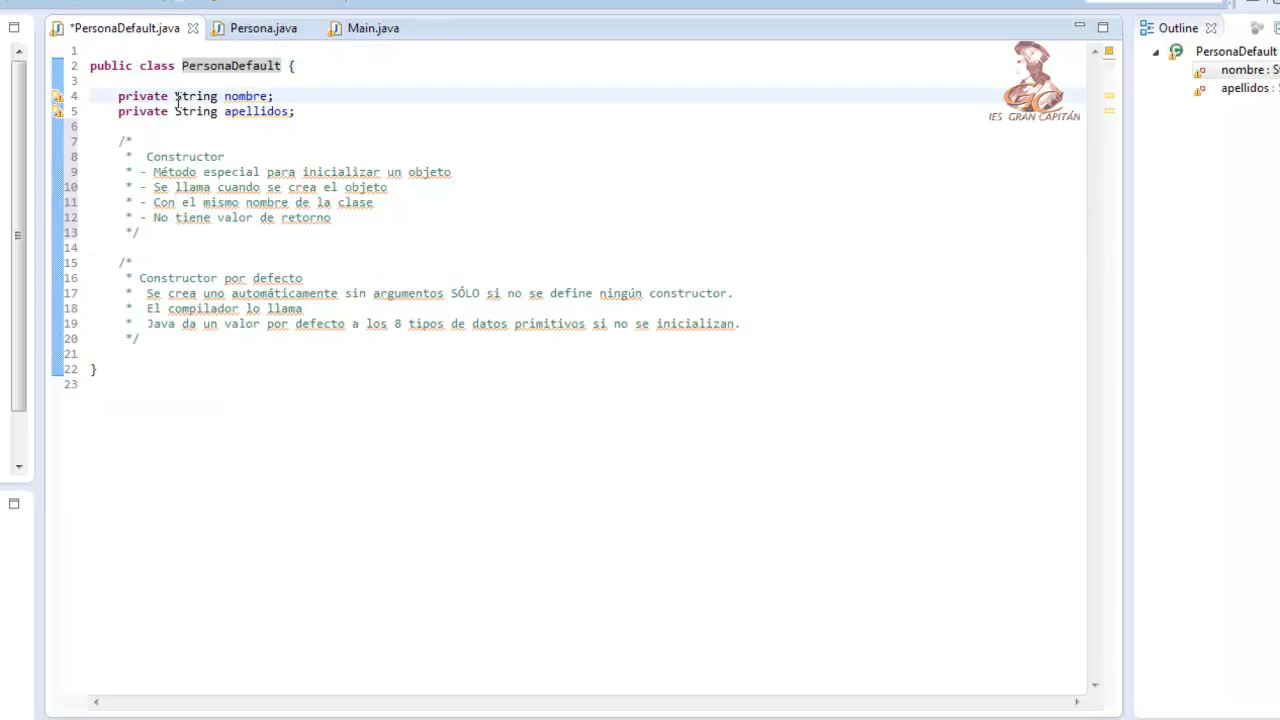 *PersonaDefault.java Persona.java Main.java
Outline
1
2 public class PersonaDefault {
3
4 private String nombre;
5 private String apellidos;
6
7 /*
8 * Constructor
9 * - Método especial para inicializar un objeto
10 * - Se llama cuando se crea el objeto
11 * - Con el mismo nombre de la clase
12 * - No tiene valor de retorno
13 */
14
15 /*
16 * Constructor por defecto
17 * Se crea uno automáticamente sin argumentos SÓLO si no se define ningún constructor.
18 * El compilador lo llama
19 * Java da un valor por defecto a los 8 tipos de datos primitivos si no se inicializan.
20 */
21
22 }
23
GC
IES GRAN CAPITÁN
PersonaDefault
nombre : S
apellidos :